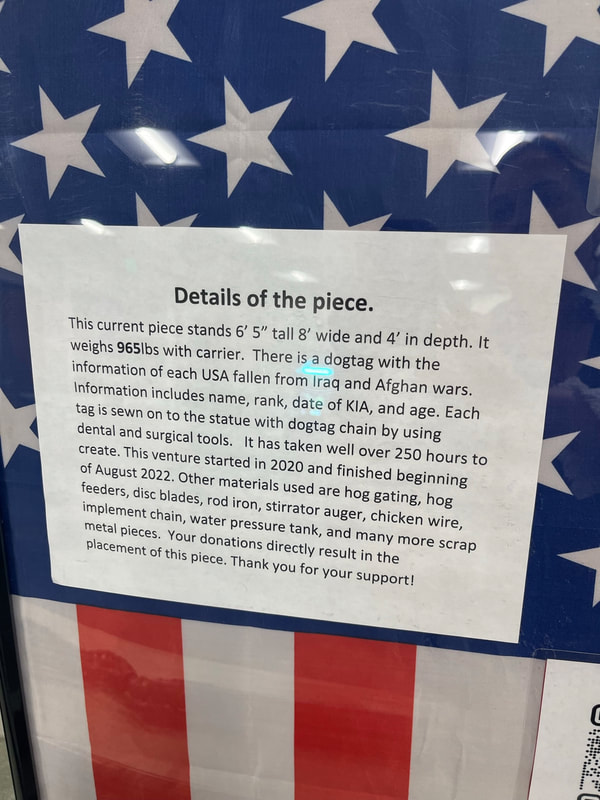 Details of the piece.
This current piece stands 6’ 5” tall 8’ wide and 4’ in depth. It
weighs 965lbs with carrier. There is a dogtag with the
information of each USA fallen from Iraq and Afghan wars.
Information includes name, rank, date of KIA, and age. Each
tag is sewn on to the statue with dogtag chain by using
dental and surgical tools. It has taken well over 250 hours to
create. This venture started in 2020 and finished beginning
of August 2022. Other materials used are hog gating, hog
feeders, disc blades, rod iron, stirrator auger, chicken wire,
implement chain, water pressure tank, and many more scrap
metal pieces. Your donations directly result in the
placement of this piece. Thank you for your support!